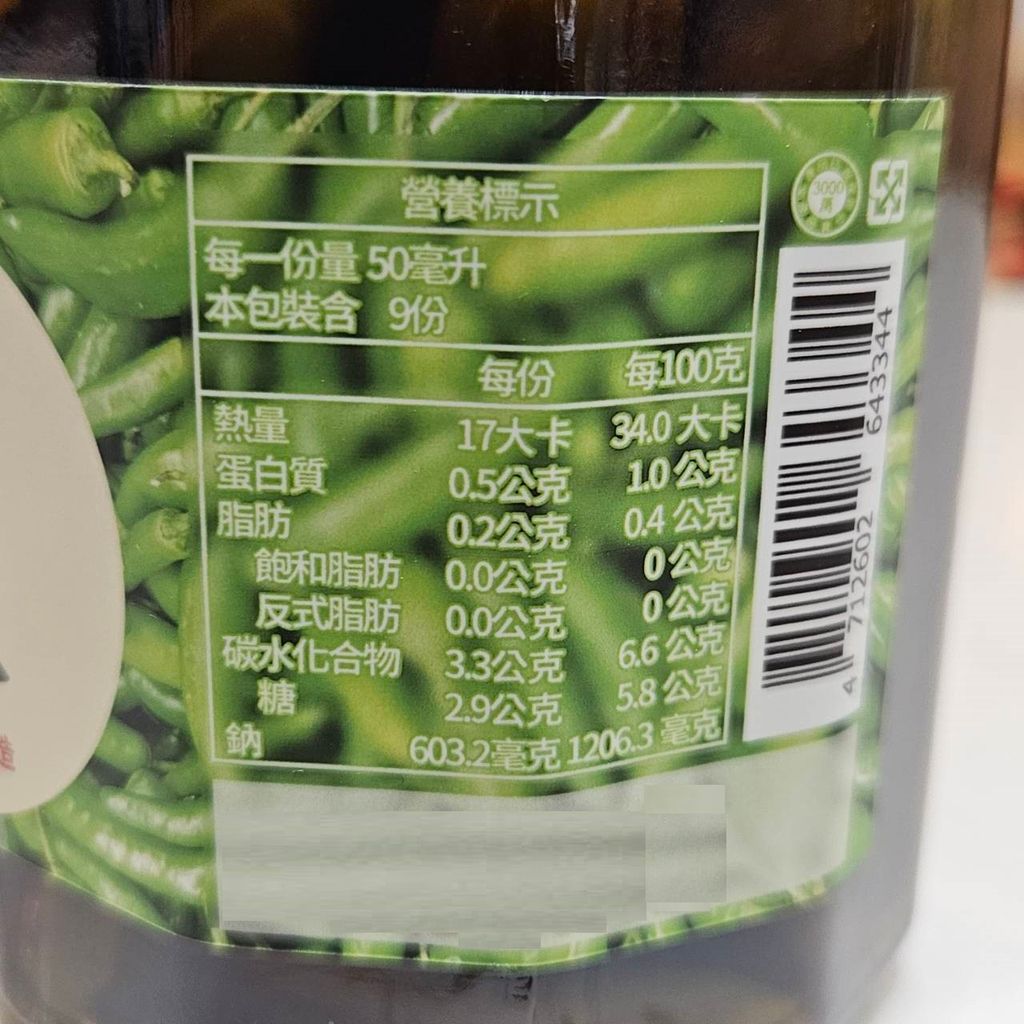 營養標示
每一份量 50毫升
本包裝含 9份
每份 每100克
熱量 17大卡 34.0 大卡
蛋白質 0.5公克 1.0 公克
脂肪 0.2公克 0.4 公克
飽和脂肪 0.0公克 0 公克
反式脂肪 0.0公克 0 公克
碳水化合物 3.3公克 6.6 公克
糖 2.9公克 5.8 公克
鈉 603.2毫克 1206.3 毫克
3000
4 712602 643344